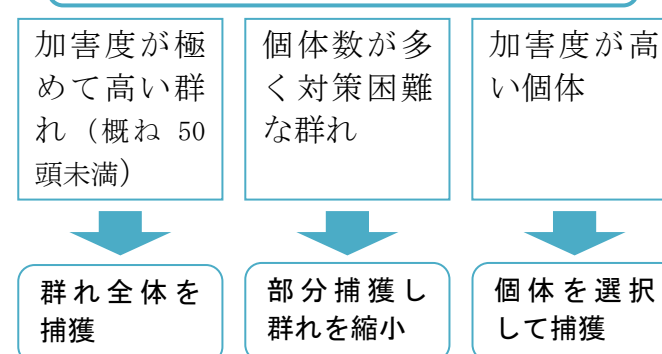 加害度が極
めて高い群
れ（概ね 50
頭未満）
個体数が多
く対策困難
な群れ
加害度が高
い個体
群れ全体を
捕獲
部分捕獲し
群れを縮小
個体を選択
して捕獲